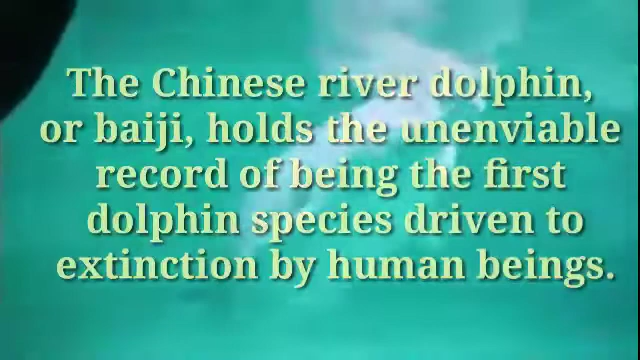 The Chinese river dolphin,
or baiji, holds the unenviable
record of being the first
dolphin species driven to
extinction by human beings.